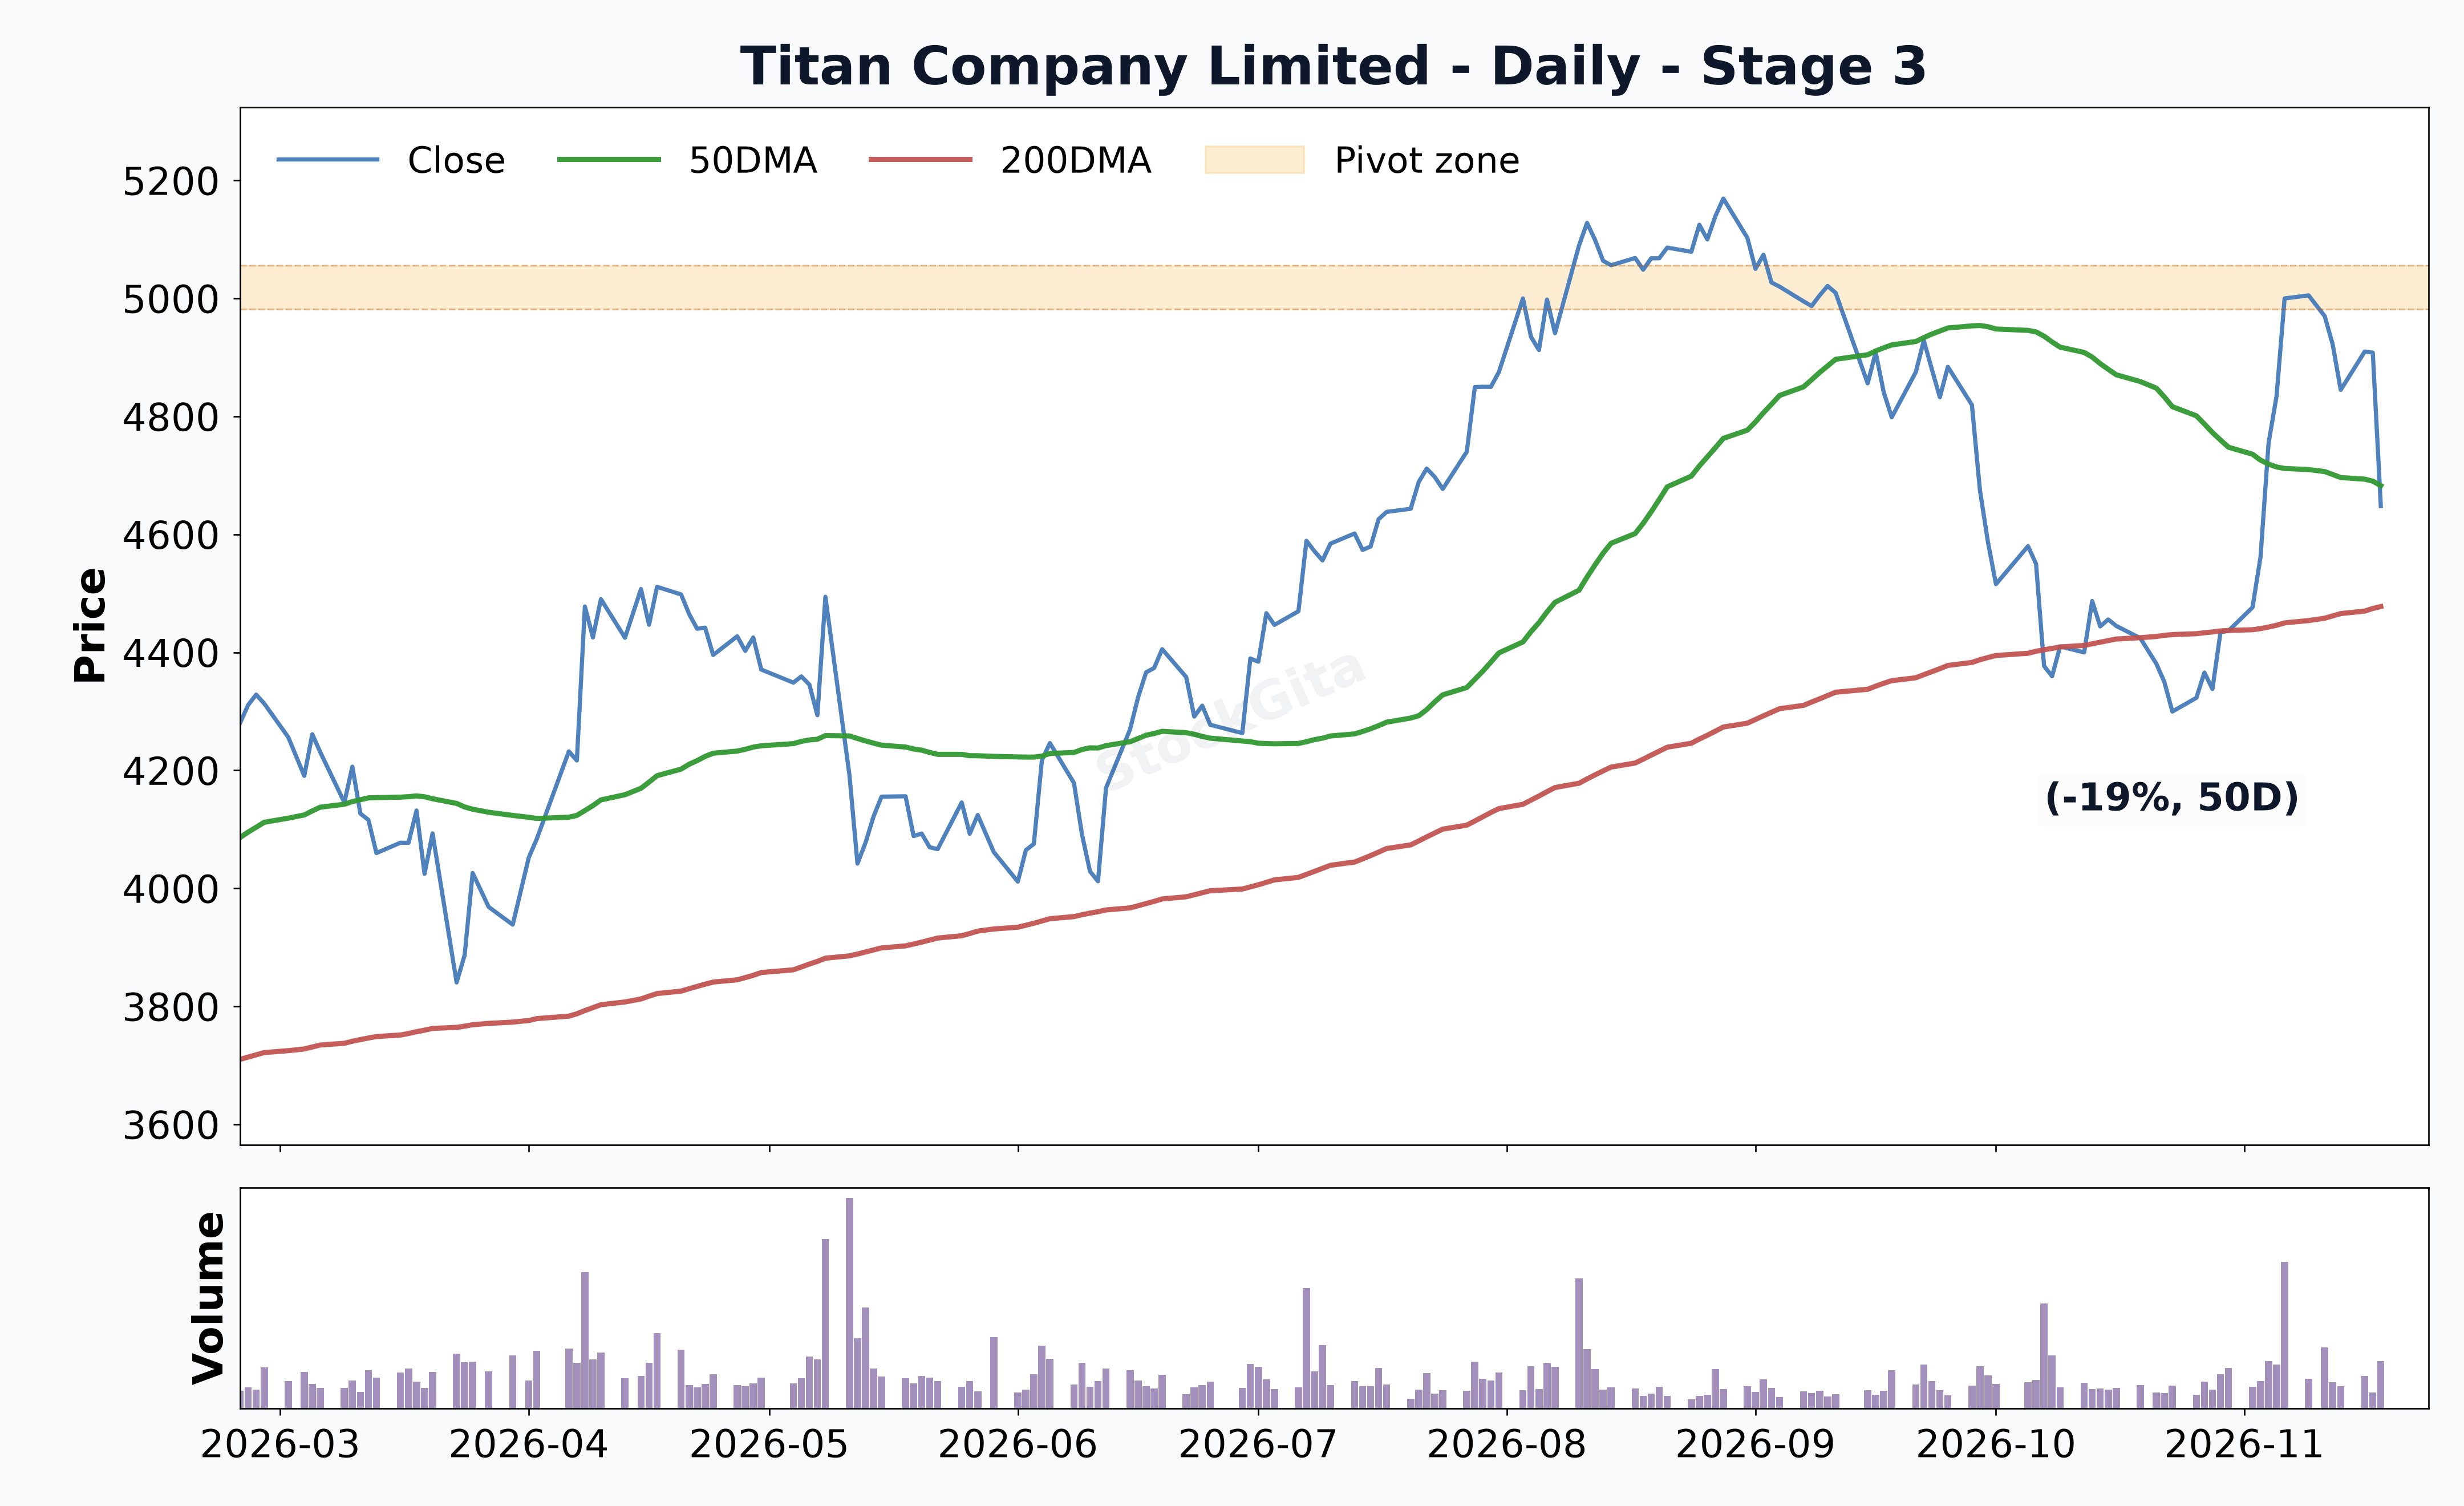 Titan Company Limited - Daily - Stage 3
Close 50DMA 200DMA Pivot zone
5200
5000
4800
4600
4400
4200
4000
3800
3600
Price
StockGita
(-19%, 50D)
Volume
2026-03 2026-04 2026-05 2026-06 2026-07 2026-08 2026-09 2026-10 2026-11